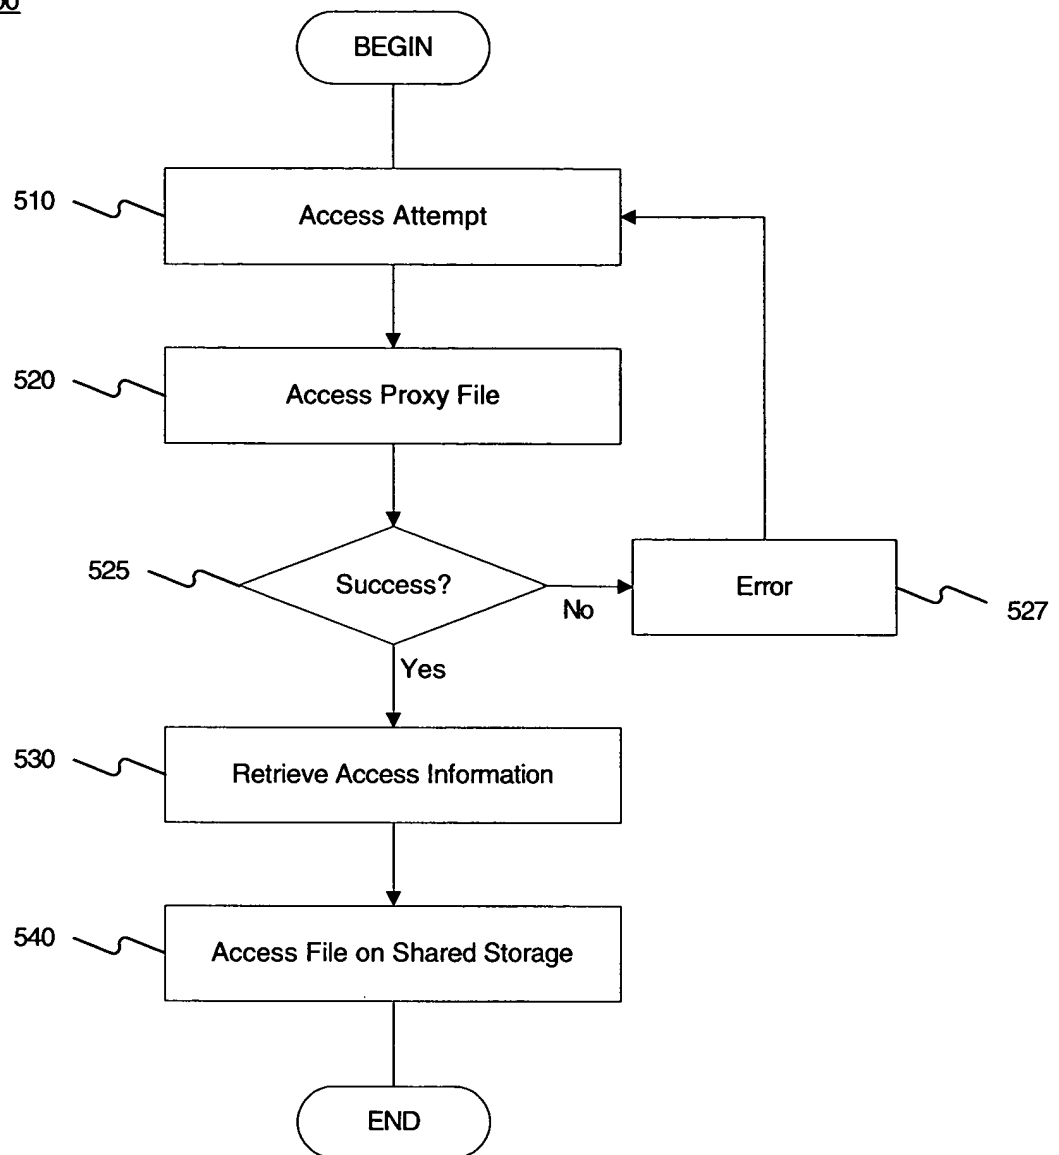 BEGIN
510
Access Attempt
520
Access Proxy File
525
Success?
No
Error
527
Yes
530
Retrieve Access Information
540
Access File on Shared Storage
END